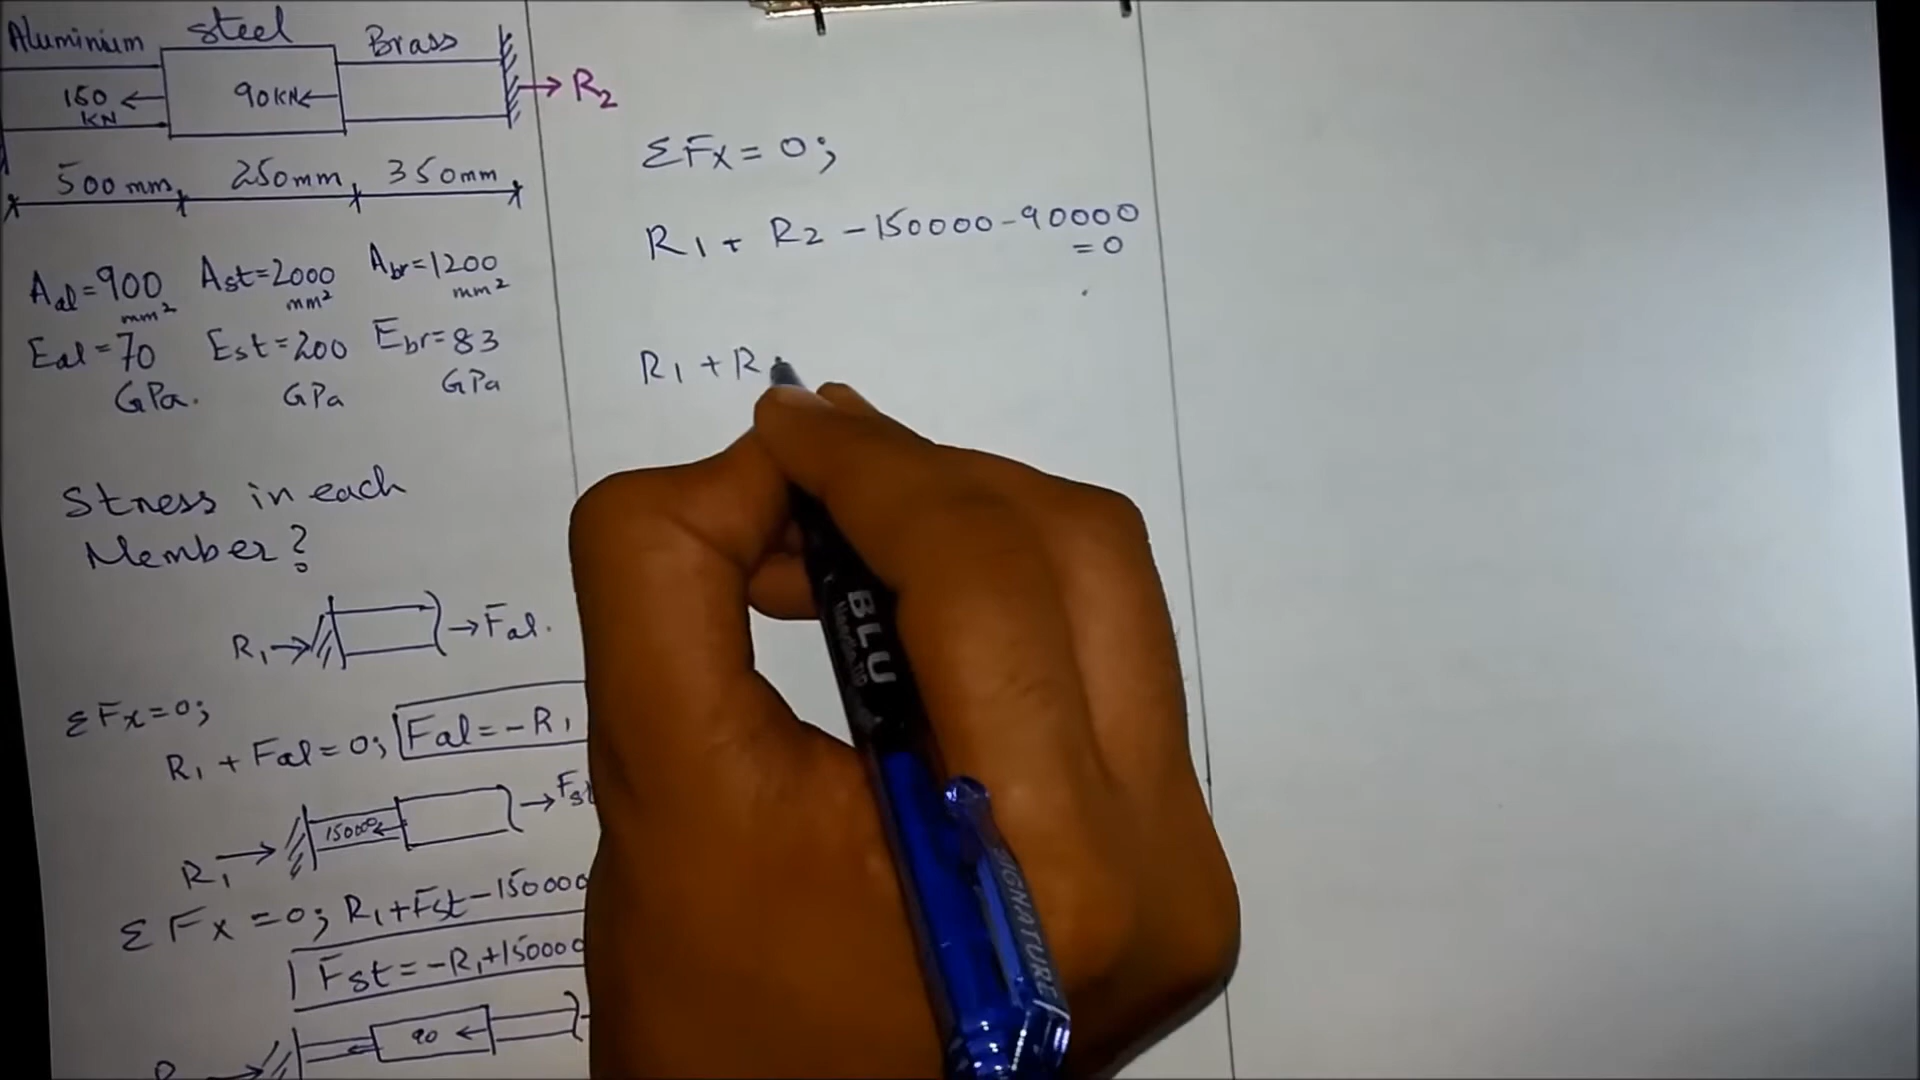 Aluminium steel Brass
150 KN 90KN R2
500mm 250mm 350mm
Aal=900 mm² Ast=2000 mm² Abr=1200 mm²
Eal=70 GPa. Est=200 GPa Ebr=83 GPa
Stress in each
Member?
R1 Fal.
ΣFx=0;
R1 + Fal=0; Fal=-R1
15000
R1
ΣFx=0; R1+Fst-150000
Fst=-R1+150000
90
ΣFx=0;
R1 + R2 -150000-90000
=0
R1 + R
BLU
SIGNATURE